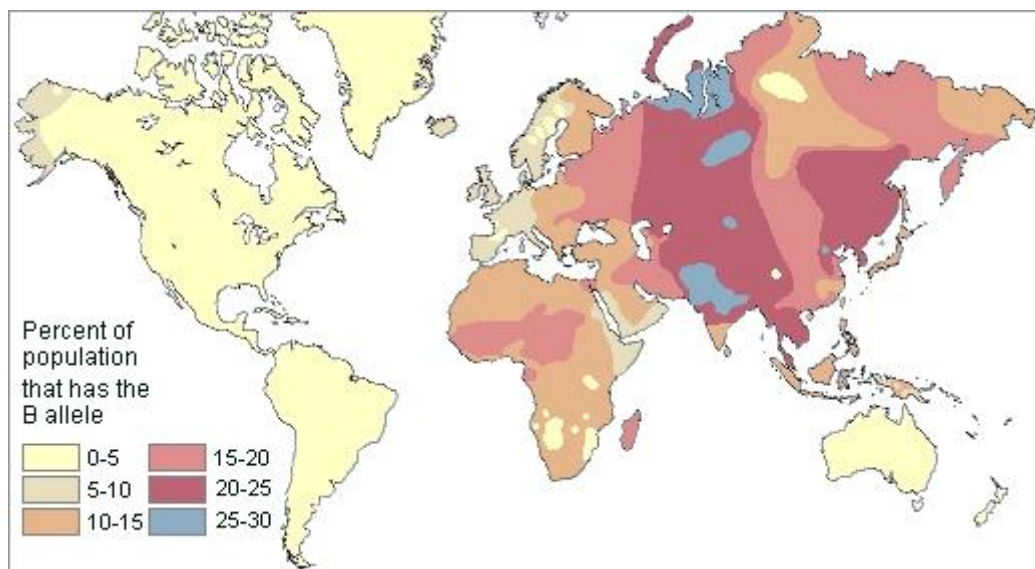 Percent of
population
that has the
B allele
0-5
15-20
5-10
20-25
10-15
25-30